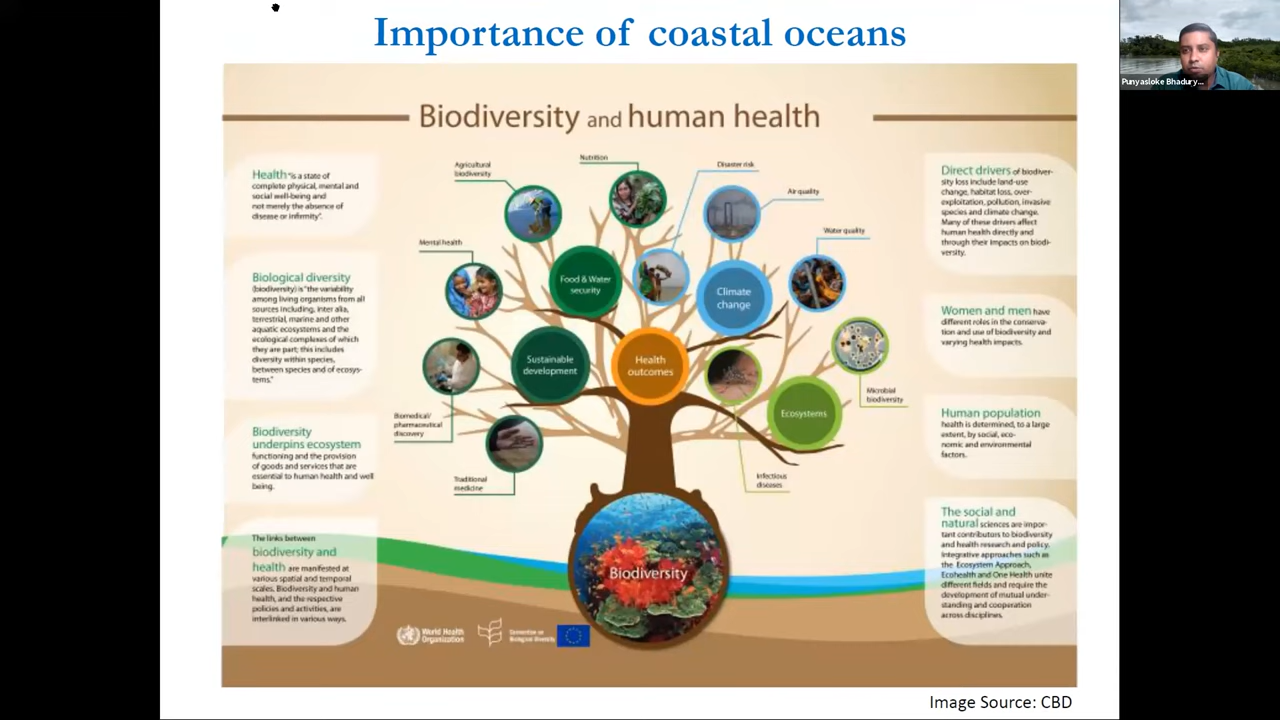 Importance of coastal oceans
Punyasloke Bhadury...
Biodiversity and human health
Health "is a state of
complete physical, mental and
social well-being and
not merely the absence of
disease or infirmity".
Biological diversity
(biodiversity) is "the variability
among living organisms from all
sources including, inter alia,
terrestrial, marine and other
aquatic ecosystems and the
ecological complexes of which
they are part; this includes
diversity within species,
between species and of ecosys-
tems."
Biodiversity
underpins ecosystem
functioning and the provision
of goods and services that are
essential to human health and well
being.
The links between
biodiversity and
health are manifested at
various spatial and temporal
scales. Biodiversity and human
health, and the respective
policies and activities, are
interlinked in various ways.
Agricultural
biodiversity
Nutrition
Disaster risk
Air quality
Mental health
Water quality
Food & Water
security
Climate
change
Sustainable
development
Health
outcomes
Ecosystems
Microbial
biodiversity
Biomedical/
pharmaceutical
discovery
Traditional
medicine
Infectious
diseases
Biodiversity
World Health
Organization
Convention on
Biological Diversity
Direct drivers of biodiver-
sity loss include land-use
change, habitat loss, over-
exploitation, pollution, invasive
species and climate change.
Many of these drivers affect
human health directly and
through their impacts on biodi-
versity.
Women and men have
different roles in the conserva-
tion and use of biodiversity and
varying health impacts.
Human population
health is determined, to a large
extent, by social, eco-
nomic and environmental
factors.
The social and
natural sciences are impor-
tant contributors to biodiversity
and health research and policy.
Integrative approaches such as
the Ecosystem Approach,
Ecohealth and One Health unite
different fields and require the
development of mutual under-
standing and cooperation
across disciplines.
Image Source: CBD